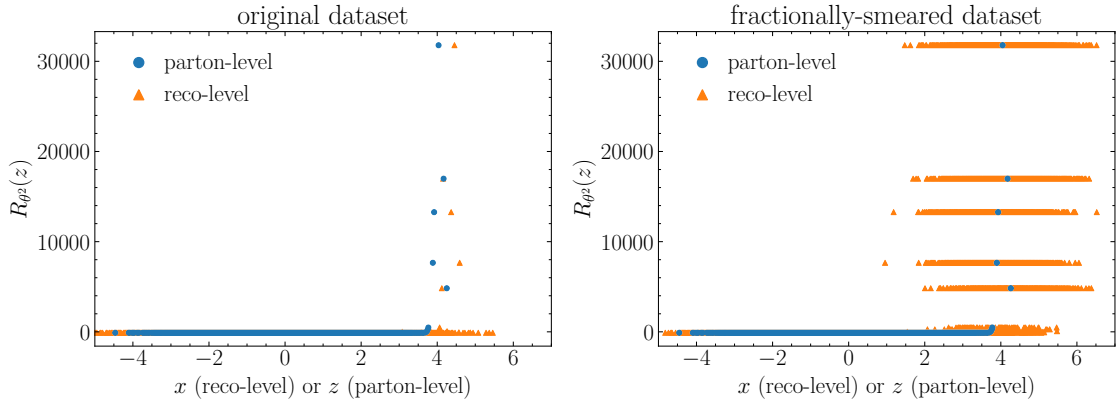 original dataset
30000
20000
10000
0
−4
−2
0
2
4
6
R_{θ²}(z)
x (reco-level) or z (parton-level)
parton-level
reco-level
fractionally-smeared dataset
30000
20000
10000
0
−4
−2
0
2
4
6
R_{θ²}(z)
x (reco-level) or z (parton-level)
parton-level
reco-level